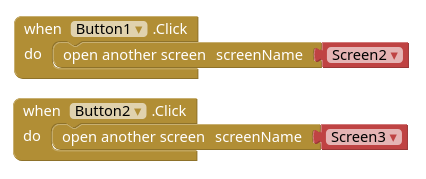 when Button1 .Click
do open another screen screenName Screen2
when Button2 .Click
do open another screen screenName Screen3